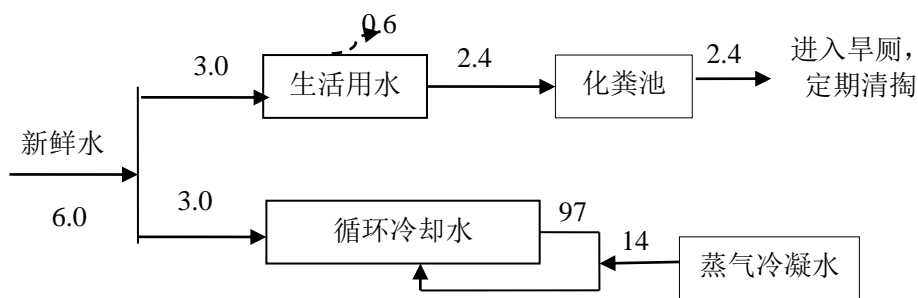 0.6
3.0
生活用水
2.4
化粪池
2.4
进入旱厕，
定期清掏
新鲜水
6.0
3.0
循环冷却水
97
14
蒸气冷凝水